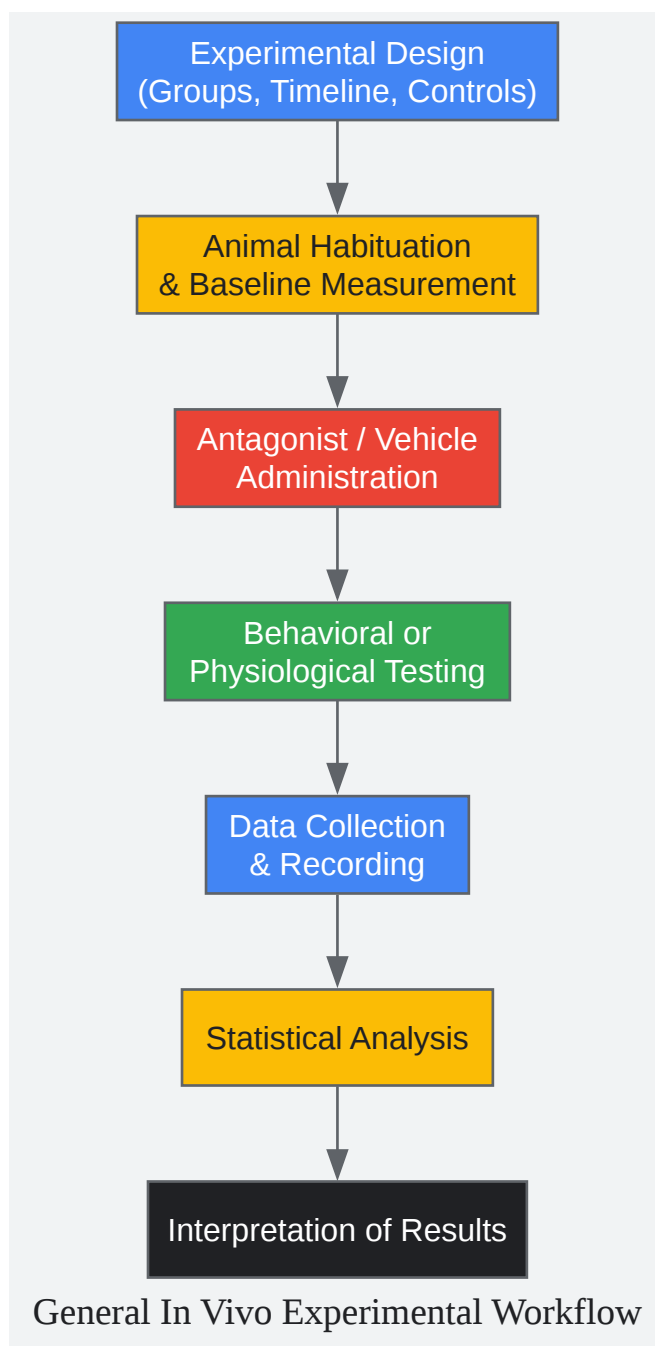 Experimental Design
(Groups, Timeline, Controls)
Animal Habituation
& Baseline Measurement
Antagonist / Vehicle
Administration
Behavioral or
Physiological Testing
Data Collection
& Recording
Statistical Analysis
Interpretation of Results
General In Vivo Experimental Workflow